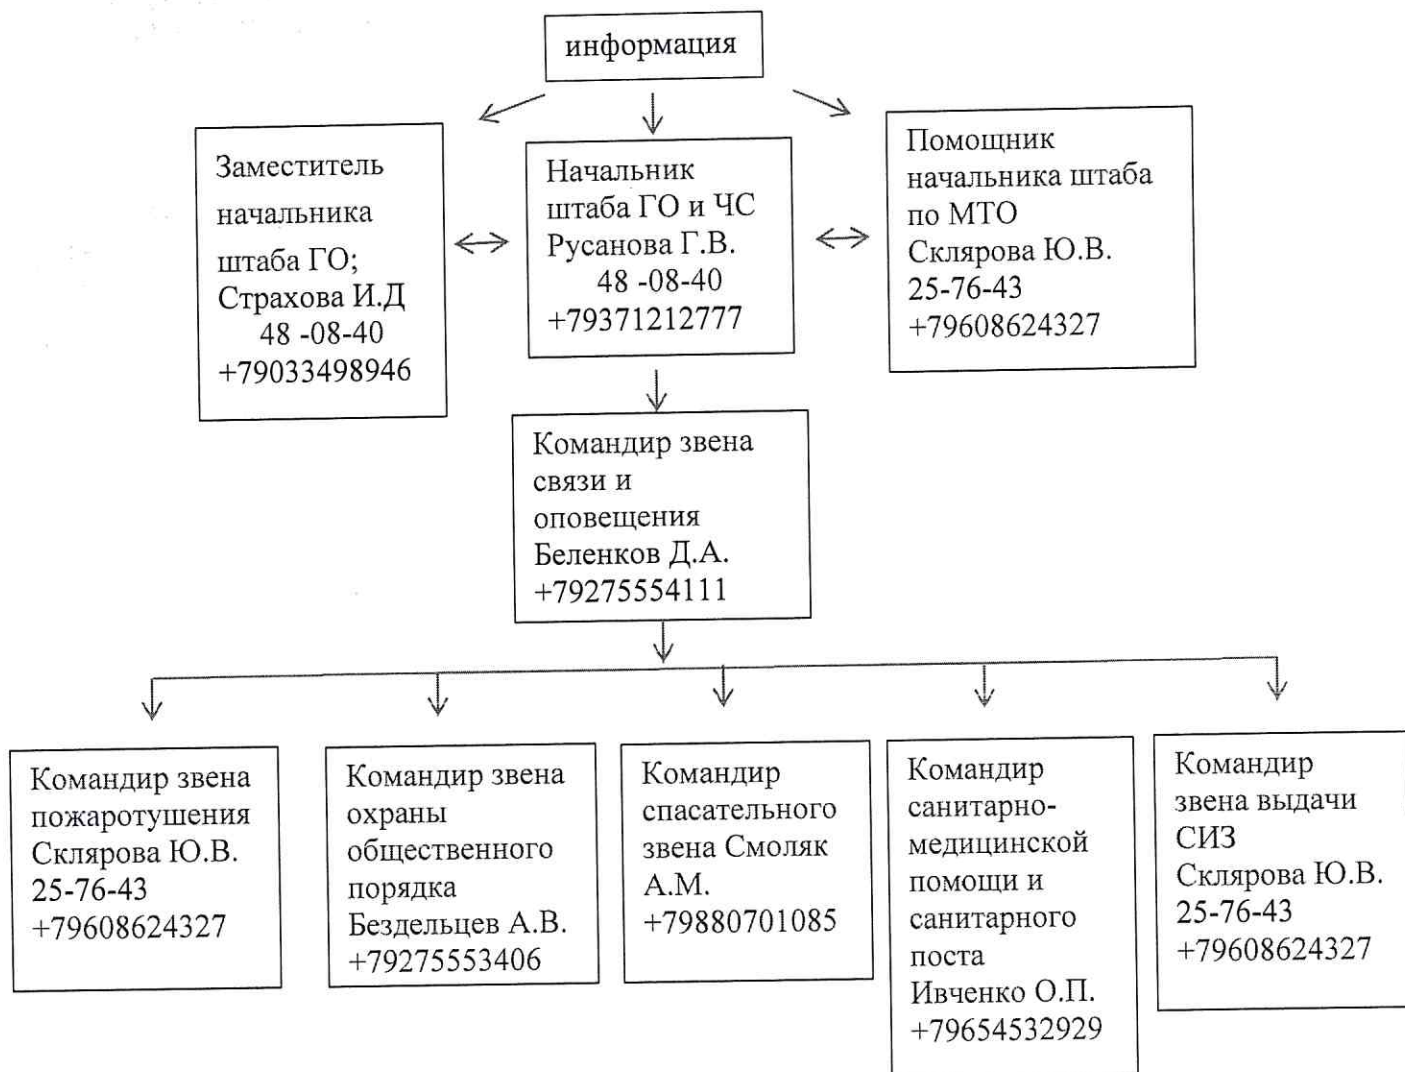 информация
Заместитель
начальника
штаба ГО;
Страхова И.Д
48 -08-40
+79033498946
Начальник
штаба ГО и ЧС
Русанова Г.В.
48 -08-40
+79371212777
Помощник
начальника штаба
по МТО
Склярова Ю.В.
25-76-43
+79608624327
Командир звена
связи и
оповещения
Беленков Д.А.
+79275554111
Командир звена
пожаротушения
Склярова Ю.В.
25-76-43
+79608624327
Командир звена
охраны
общественного
порядка
Бездельцев А.В.
+79275553406
Командир
спасательного
звена Смоляк
А.М.
+79880701085
Командир
санитарно-
медицинской
помощи и
санитарного
поста
Ивченко О.П.
+79654532929
Командир
звена выдачи
СИЗ
Склярова Ю.В.
25-76-43
+79608624327